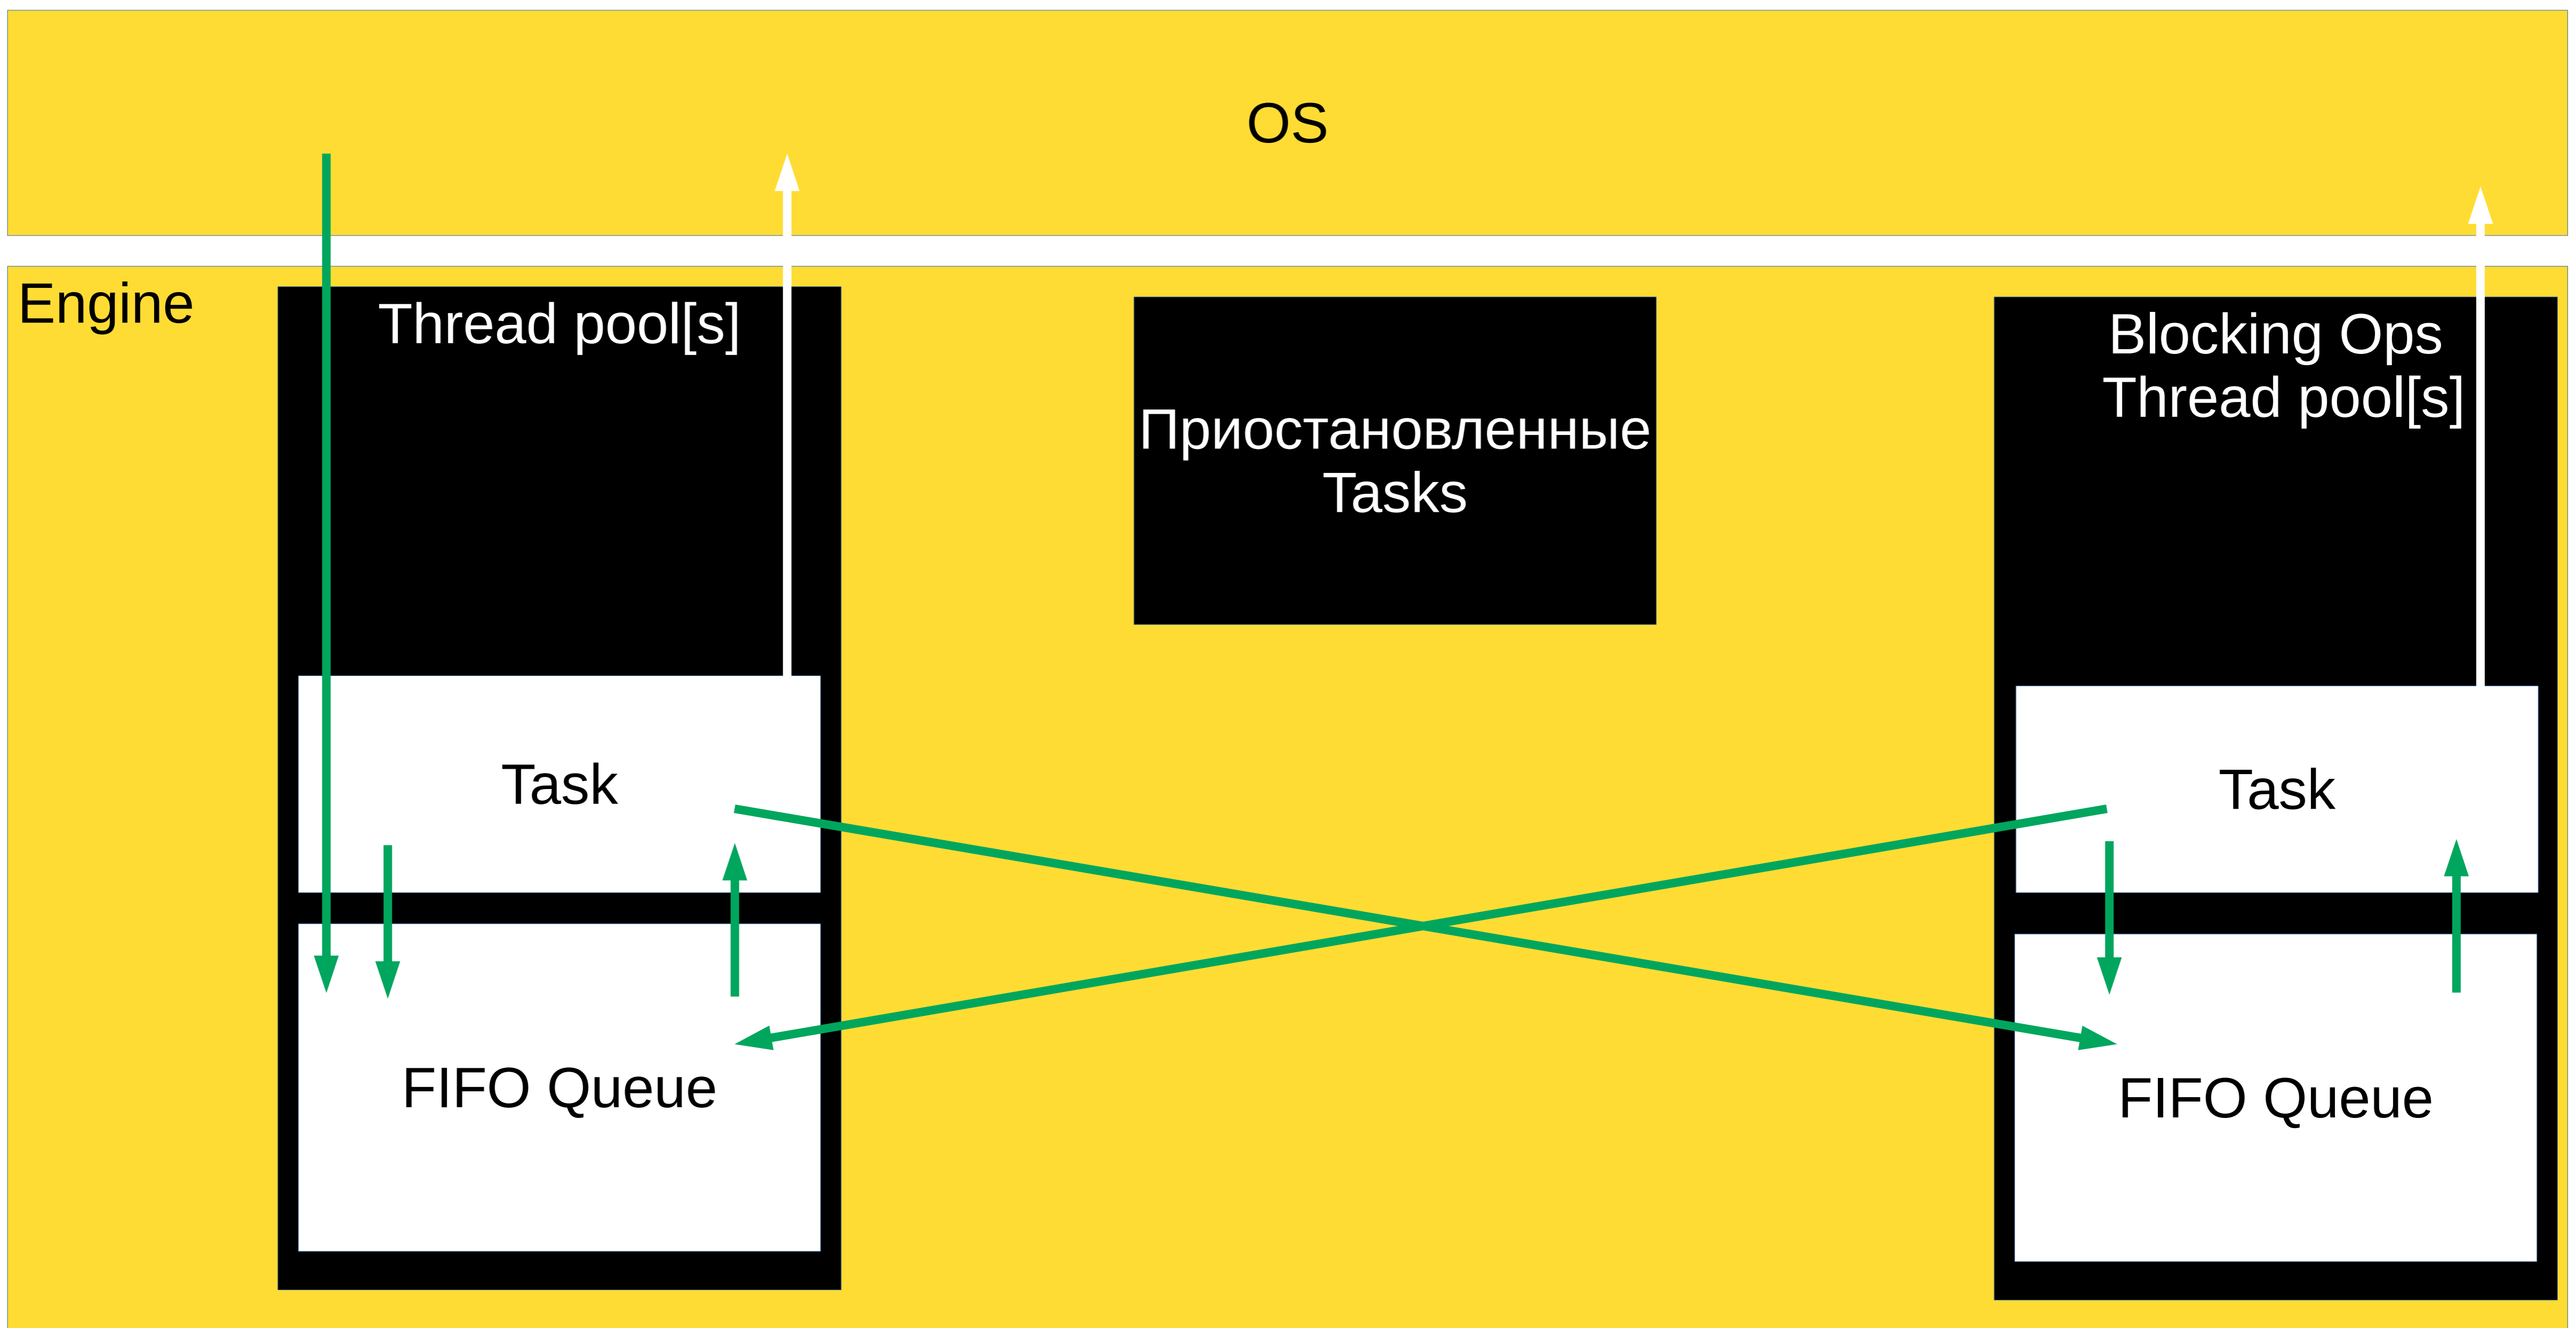 OS
Engine
Thread pool[s]
Приостановленные
Tasks
Blocking Ops
Thread pool[s]
Task
Task
FIFO Queue
FIFO Queue